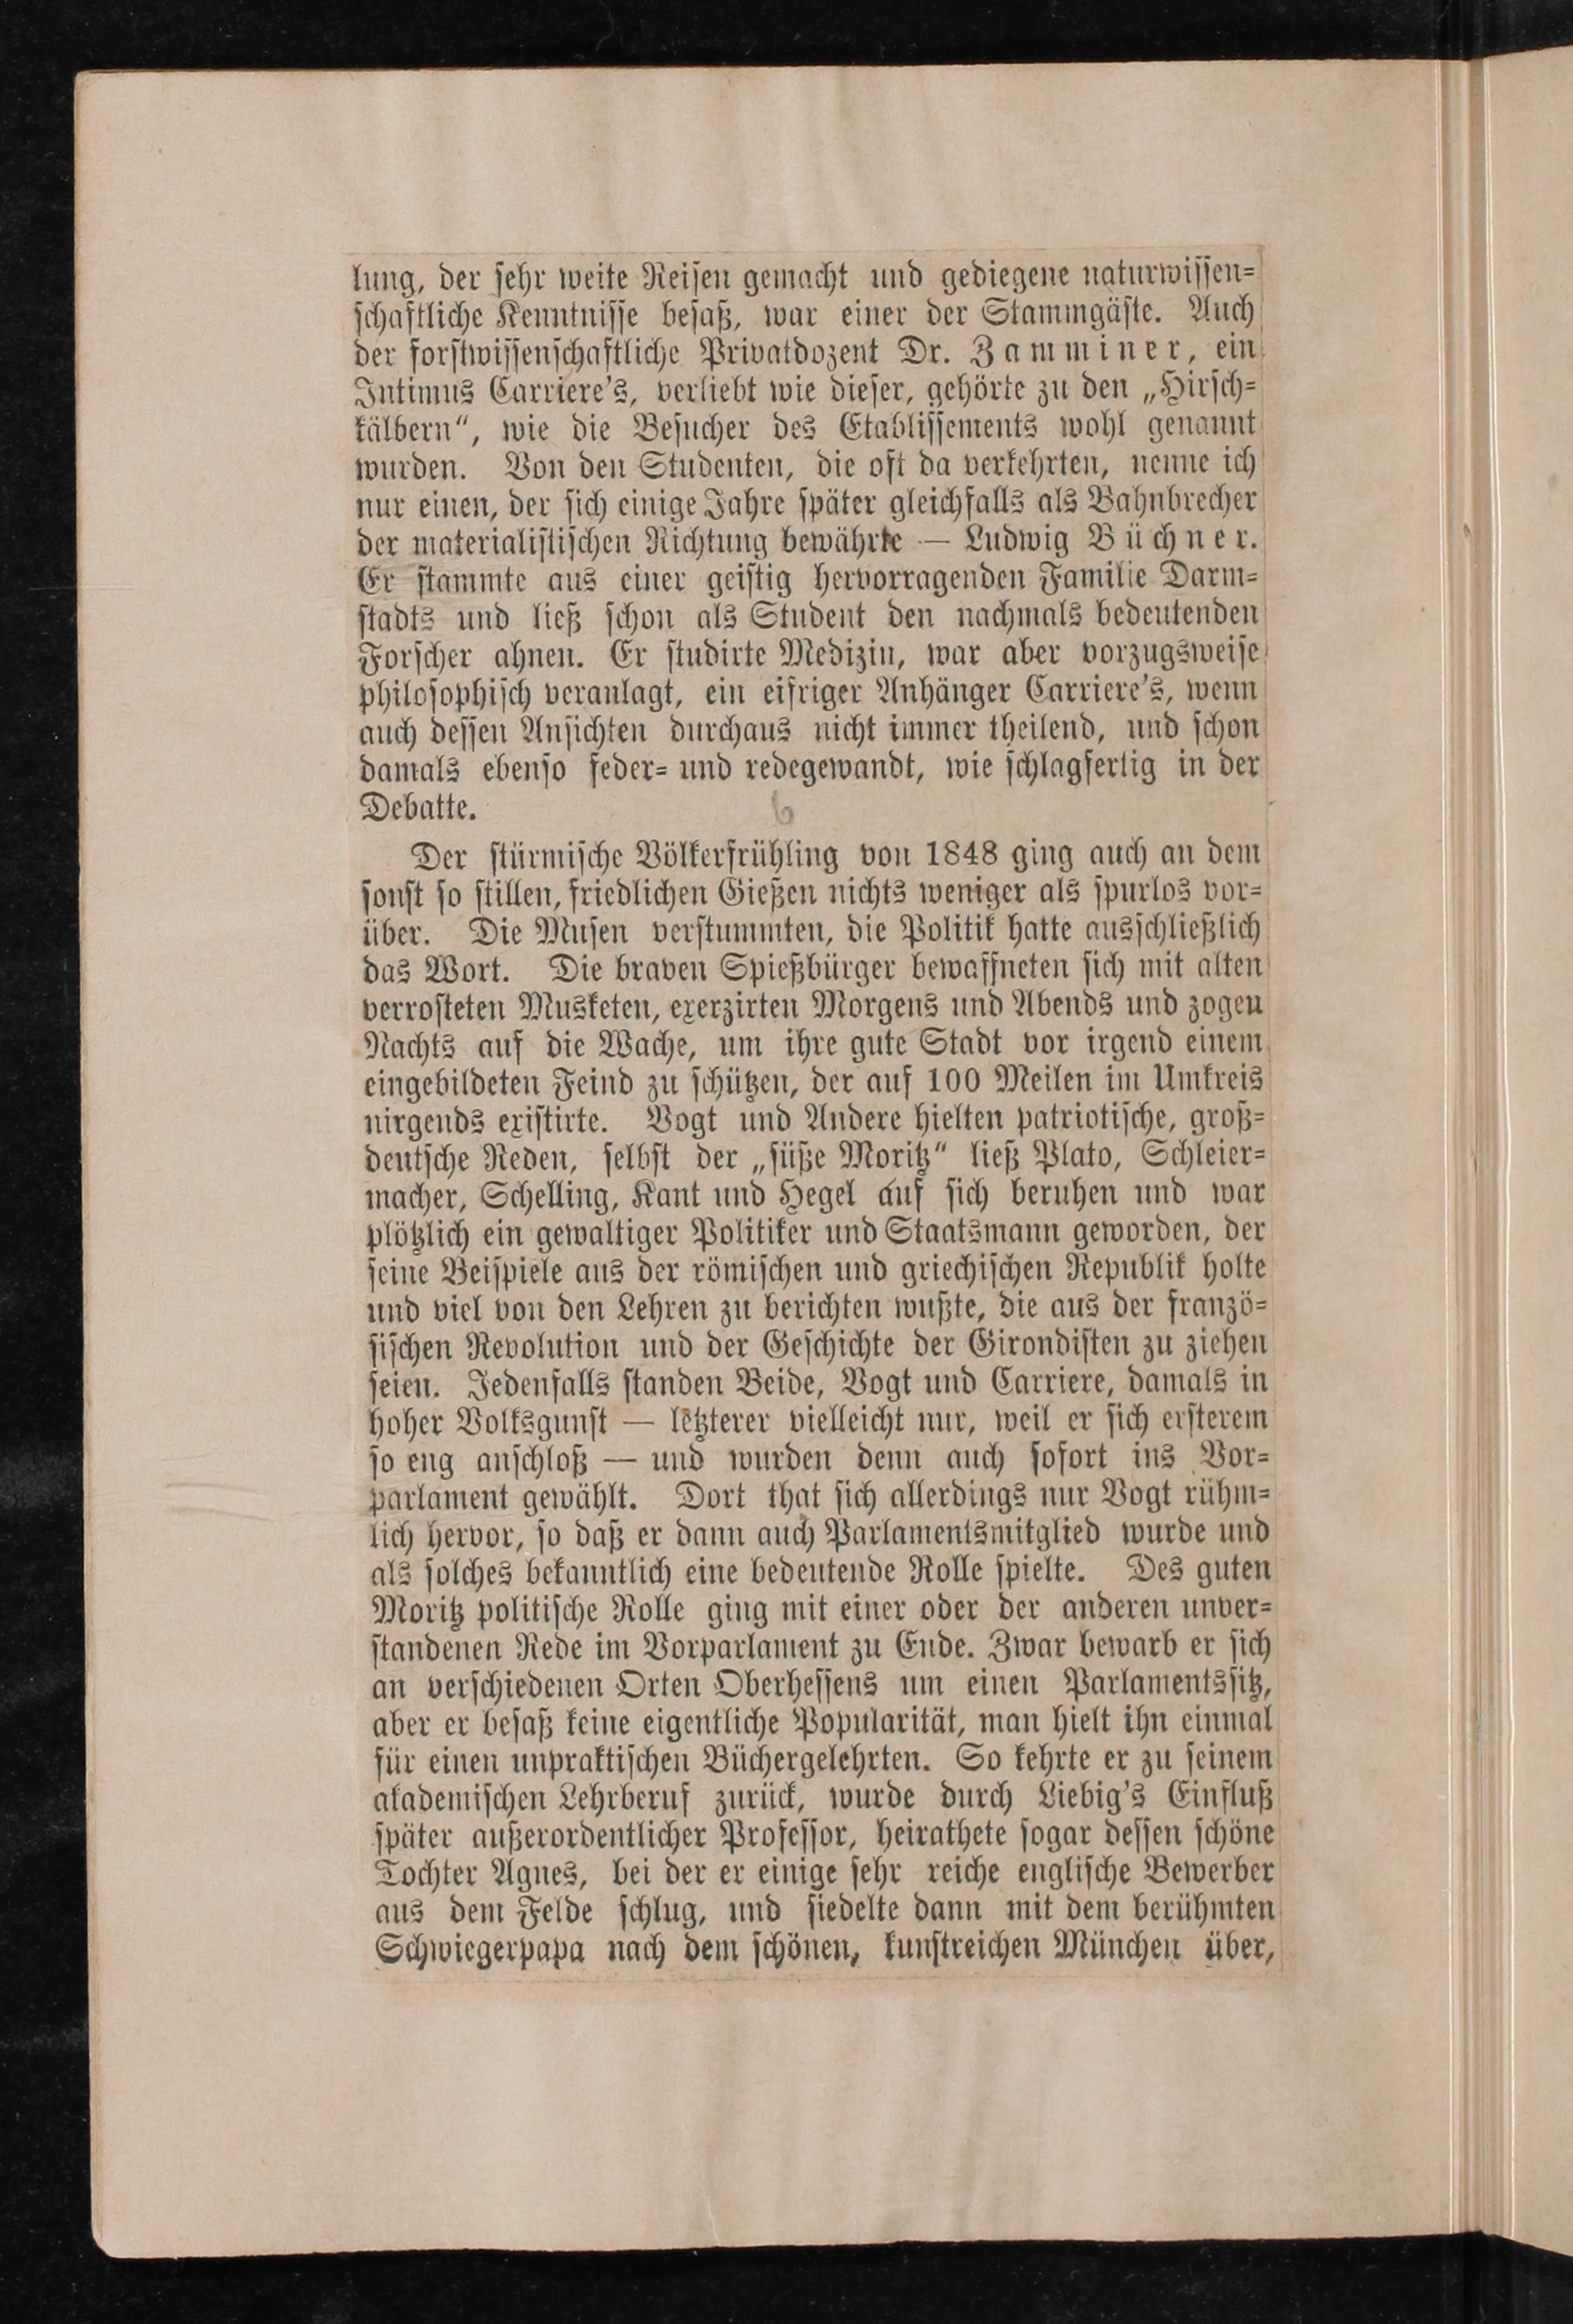 lung, der sehr weite Reisen gemacht und gediegene naturwissen-
schaftliche Kenntnisse besaß, war einer der Stammgäste. Auch
der forstwissenschaftliche Privatdozent Dr. Zamminer, ein
Intimus Carriere's, verliebt wie dieser, gehörte zu den „Hirsch-
kälbern“, wie die Besucher des Etablissements wohl genannt
wurden. Von den Studenten, die oft da verkehrten, nenne ich
nur einen, der sich einige Jahre später gleichfalls als Bahnbrecher
der materialistischen Richtung bewährte — Ludwig Büchner.
Er stammte aus einer geistig hervorragenden Familie Darm-
stadts und ließ schon als Student den nachmals bedeutenden
Forscher ahnen. Er studirte Medizin, war aber vorzugsweise
philosophisch veranlagt, ein eifriger Anhänger Carriere's, wenn
auch dessen Ansichten durchaus nicht immer theilend, und schon
damals ebenso feder- und redegewandt, wie schlagfertig in der
Debatte.
6
Der stürmische Völkerfrühling von 1848 ging auch an dem
sonst so stillen, friedlichen Gießen nichts weniger als spurlos vor-
über. Die Musen verstummten, die Politik hatte ausschließlich
das Wort. Die braven Spießbürger bewaffneten sich mit alten
verrosteten Musketen, exerzirten Morgens und Abends und zogen
Nachts auf die Wache, um ihre gute Stadt vor irgend einem
eingebildeten Feind zu schützen, der auf 100 Meilen im Umkreis
nirgends existirte. Vogt und Andere hielten patriotische, groß-
deutsche Reden, selbst der „süße Moritz“ ließ Plato, Schleier-
macher, Schelling, Kant und Hegel auf sich beruhen und war
plötzlich ein gewaltiger Politiker und Staatsmann geworden, der
seine Beispiele aus der römischen und griechischen Republik holte
und viel von den Lehren zu berichten wußte, die aus der franzö-
sischen Revolution und der Geschichte der Girondisten zu ziehen
seien. Jedenfalls standen Beide, Vogt und Carriere, damals in
hoher Volksgunst — letzterer vielleicht nur, weil er sich ersterem
so eng anschloß — und wurden denn auch sofort ins Vor-
parlament gewählt. Dort that sich allerdings nur Vogt rühm-
lich hervor, so daß er dann auch Parlamentsmitglied wurde und
als solches bekanntlich eine bedeutende Rolle spielte. Des guten
Moritz politische Rolle ging mit einer oder der anderen unver-
standenen Rede im Vorparlament zu Ende. Zwar bewarb er sich
an verschiedenen Orten Oberhessens um einen Parlamentssitz,
aber er besaß keine eigentliche Popularität, man hielt ihn einmal
für einen unpraktischen Büchergelehrten. So kehrte er zu seinem
akademischen Lehrberuf zurück, wurde durch Liebig's Einfluß
später außerordentlicher Professor, heirathete sogar dessen schöne
Tochter Agnes, bei der er einige sehr reiche englische Bewerber
aus dem Felde schlug, und siedelte dann mit dem berühmten
Schwiegerpapa nach dem schönen, kunstreichen München über,